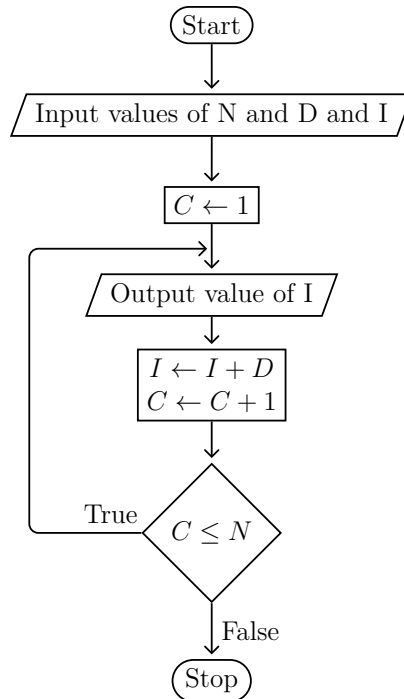 Start
Input values of N and D and I
C ← 1
Output value of I
I ← I + D
C ← C + 1
True
C ≤ N
False
Stop